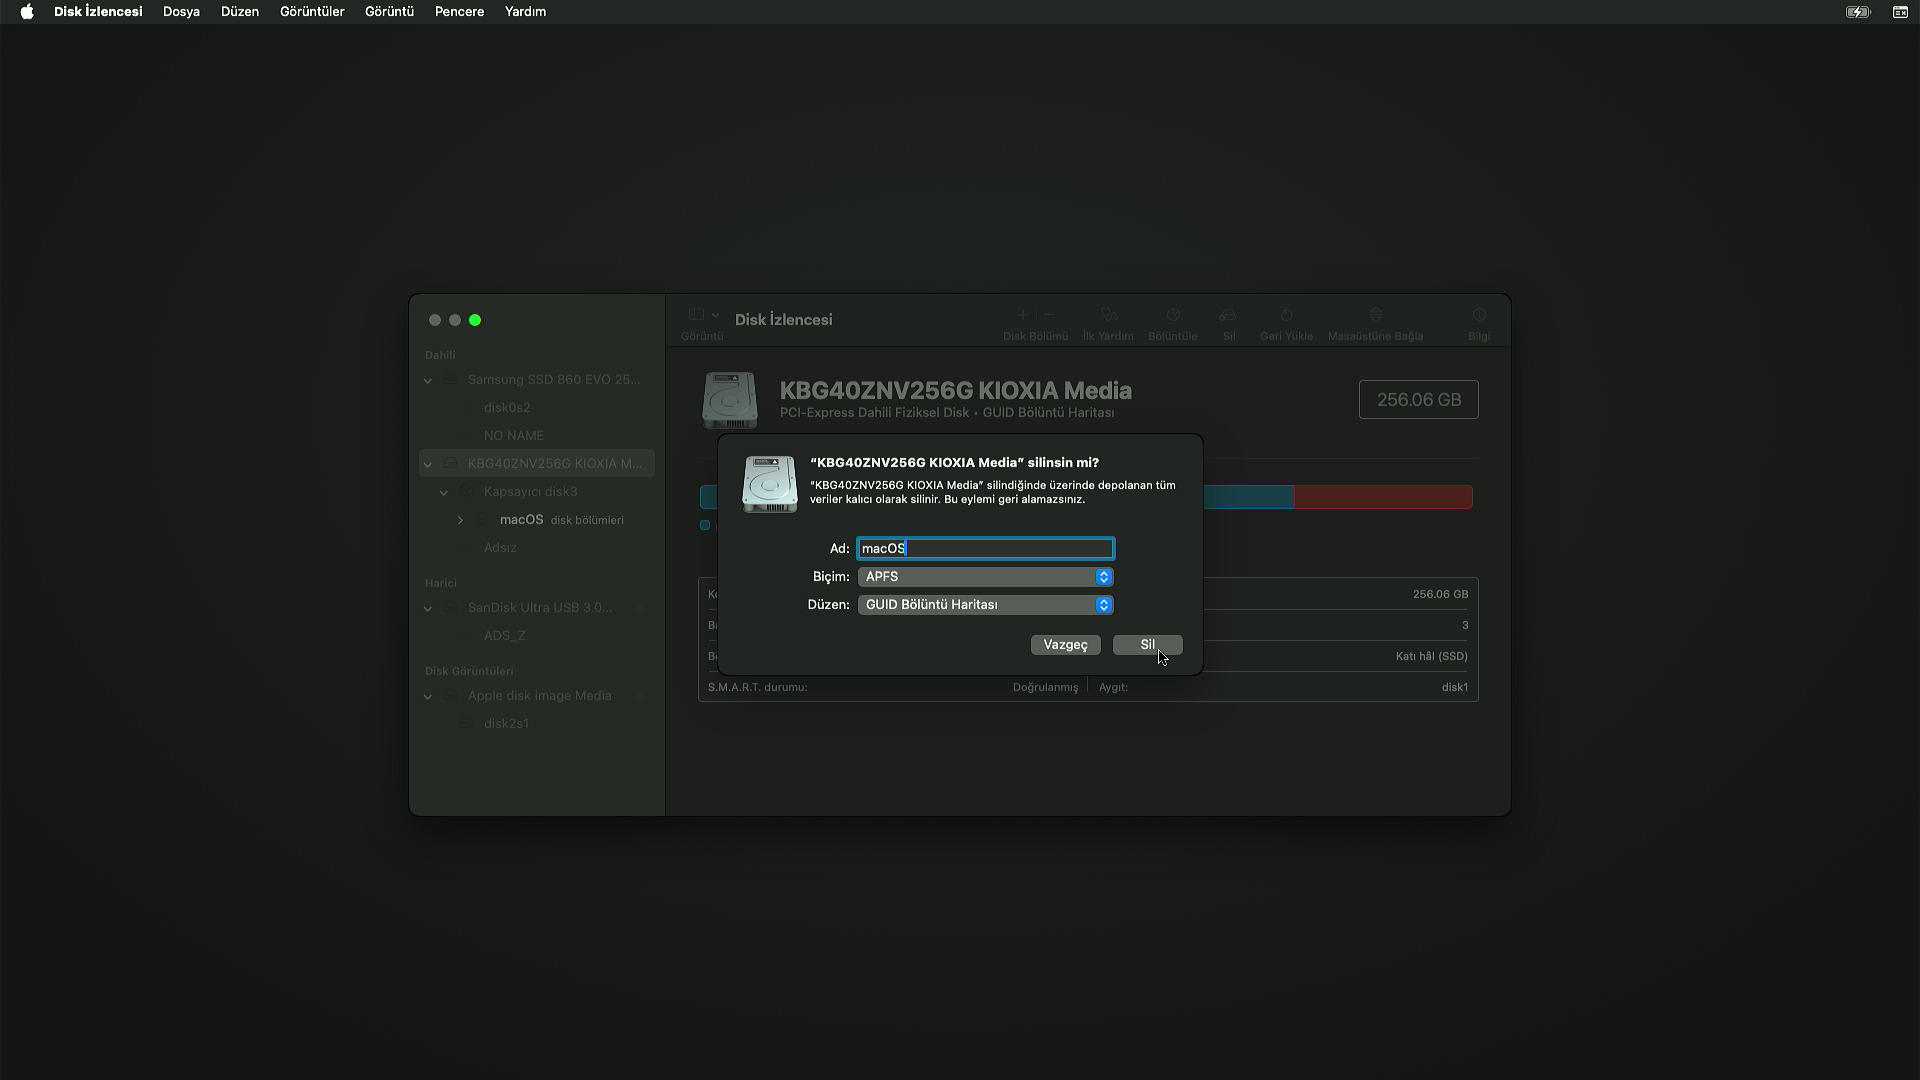 Disk İzlencesi Dosya Düzen Görüntüler Görüntü Pencere Yardım
Disk İzlencesi
Görüntü
Disk Bölümü İlk Yardım Bölüntüle Sil Geri Yükle Masaüstüne Bağla Bilgi
Dahili
Samsung SSD 860 EVO 25...
disk0s2
NO NAME
KBG40ZNV256G KIOXIA M...
Kapsayıcı disk3
macOS disk bölümleri
Adsız
Harici
SanDisk Ultra USB 3.0...
ADS_Z
Disk Görüntüleri
Apple disk image Media
disk2s1
KBG40ZNV256G KIOXIA Media
PCI-Express Dahili Fiziksel Disk • GUID Bölüntü Haritası
256.06 GB
“KBG40ZNV256G KIOXIA Media” silinsin mi?
“KBG40ZNV256G KIOXIA Media” silindiğinde üzerinde depolanan tüm
veriler kalıcı olarak silinir. Bu eylemi geri alamazsınız.
Ad: macOS
Biçim: APFS
Düzen: GUID Bölüntü Haritası
Vazgeç Sil
256.06 GB
3
Katı hâl (SSD)
S.M.A.R.T. durumu: Doğrulanmış Aygıt: disk1